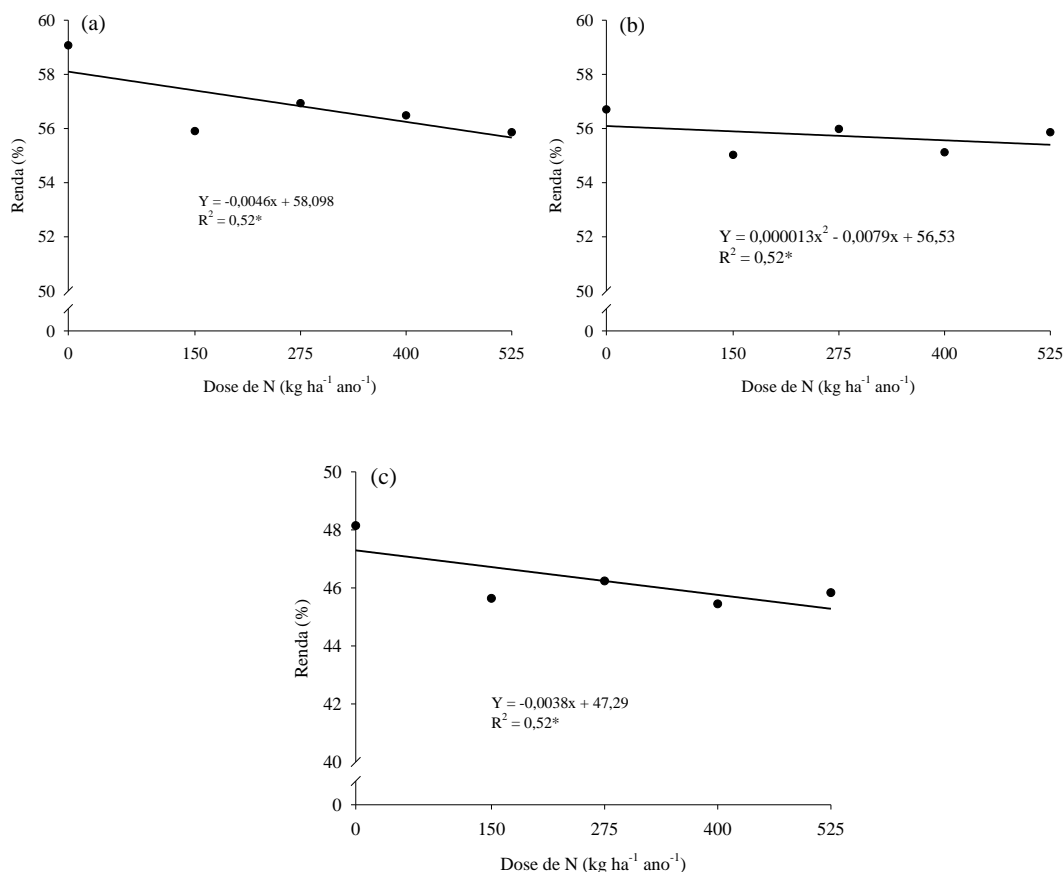 (a)
60
58
56
54
52
50
0
Renda (%)
Y = -0,0046x + 58,098
R² = 0,52*
0 150 275 400 525
Dose de N (kg ha⁻¹ ano⁻¹)
(b)
60
58
56
54
52
50
0
Renda (%)
Y = 0,000013x² - 0,0079x + 56,53
R² = 0,52*
0 150 275 400 525
Dose de N (kg ha⁻¹ ano⁻¹)
(c)
50
48
46
44
42
40
0
Renda (%)
Y = -0,0038x + 47,29
R² = 0,52*
0 150 275 400 525
Dose de N (kg ha⁻¹ ano⁻¹)